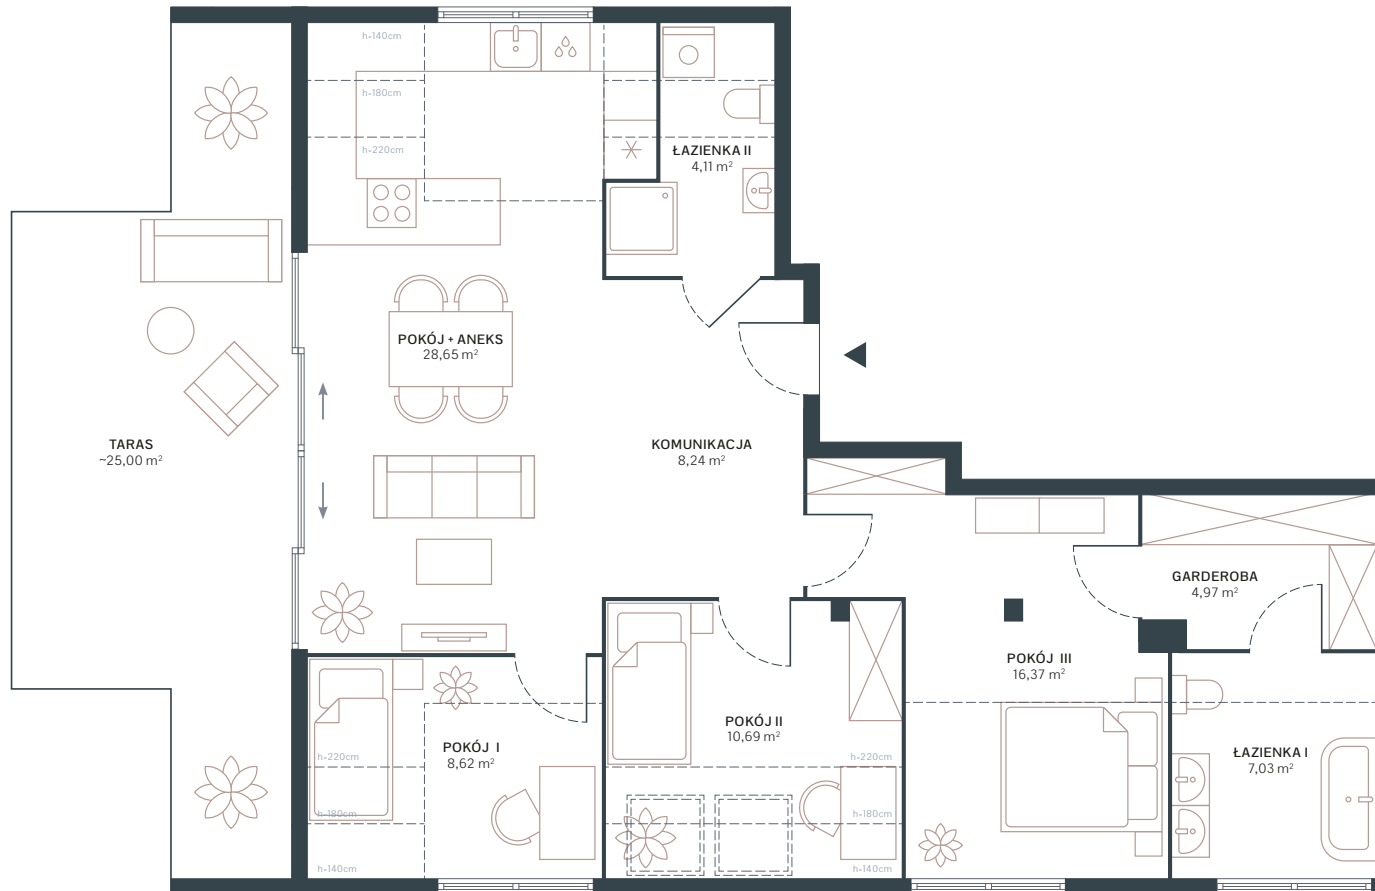 h-140cm
h-180cm
h-220cm
ŁAZIENKA II
4,11 m²
POKÓJ + ANEKS
28,65 m²
TARAS
~25,00 m²
KOMUNIKACJA
8,24 m²
GARDEROBA
4,97 m²
POKÓJ III
16,37 m²
POKÓJ I
8,62 m²
POKÓJ II
10,69 m²
ŁAZIENKA I
7,03 m²
h-220cm
h-180cm
h-140cm
h-220cm
h-180cm
h-140cm